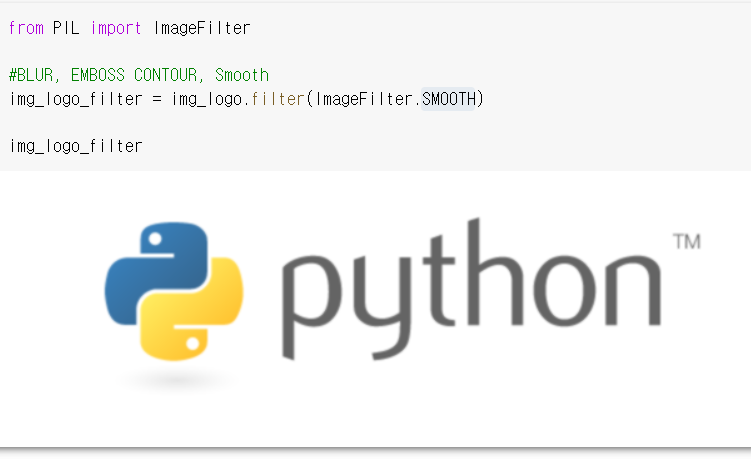 from PIL import ImageFilter
#BLUR, EMBOSS CONTOUR, Smooth
img_logo_filter = img_logo.filter(ImageFilter.SMOOTH)
img_logo_filter
python TM